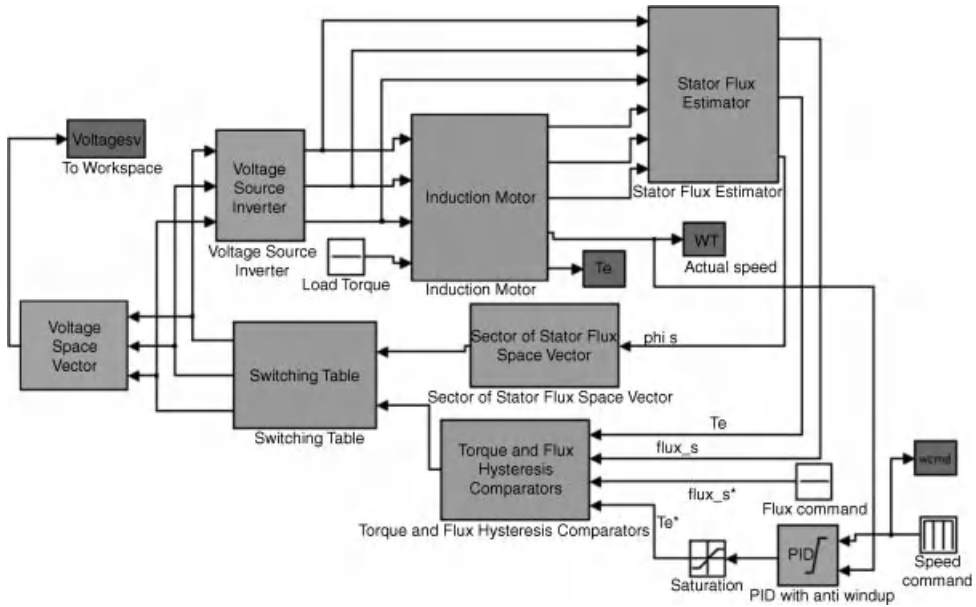 Stator Flux
Estimator
Stator Flux Estimator
Voltagesv
To Workspace
Voltage
Source
Inverter
Voltage Source
Inverter
Induction Motor
Induction Motor
Load Torque
WT
Actual speed
Te
Voltage
Space
Vector
Switching Table
Switching Table
Sector of Stator Flux
Space Vector
Sector of Stator Flux Space Vector
phi s
Te
flux_s
flux_s*
Te*
Torque and Flux
Hysteresis
Comparators
Torque and Flux Hysteresis Comparators
wcmd
Flux command
Saturation
PID
PID with anti windup
Speed
command